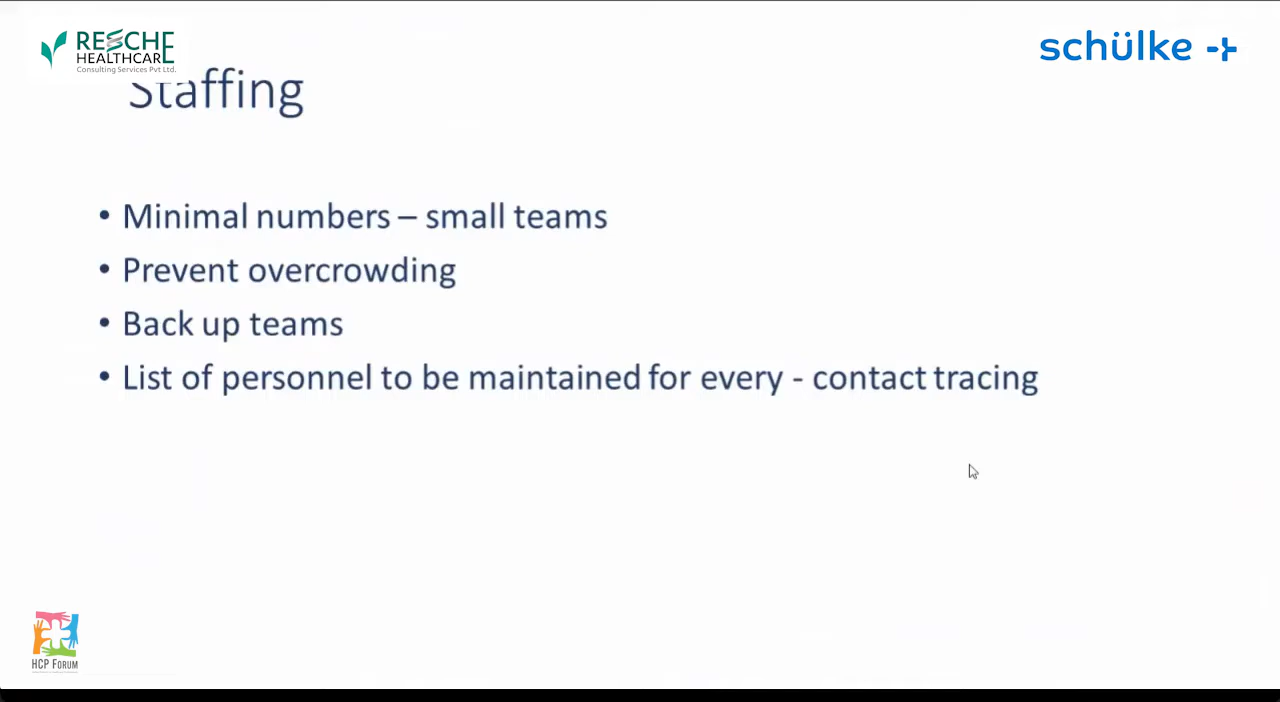 RESCHE
HEALTHCARE
Consulting Services Pvt Ltd.
schülke
Staffing
• Minimal numbers – small teams
• Prevent overcrowding
• Back up teams
• List of personnel to be maintained for every - contact tracing
HCP FORUM